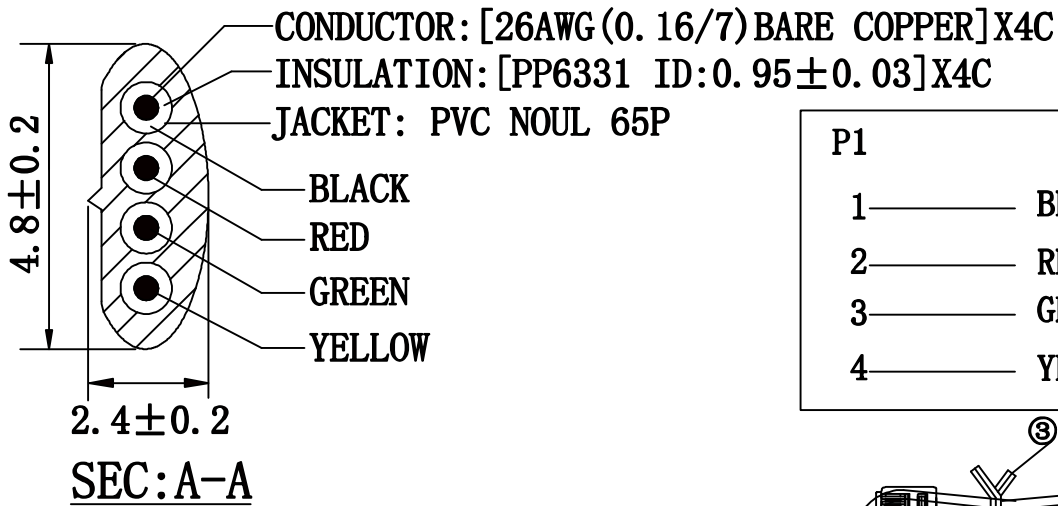 CONDUCTOR:[26AWG(0.16/7)BARE COPPER]X4C
INSULATION:[PP6331 ID:0.95±0.03]X4C
JACKET: PVC NOUL 65P
BLACK
RED
GREEN
YELLOW
4.8±0.2
2.4±0.2
SEC:A-A
P1
1
2
3
4
③